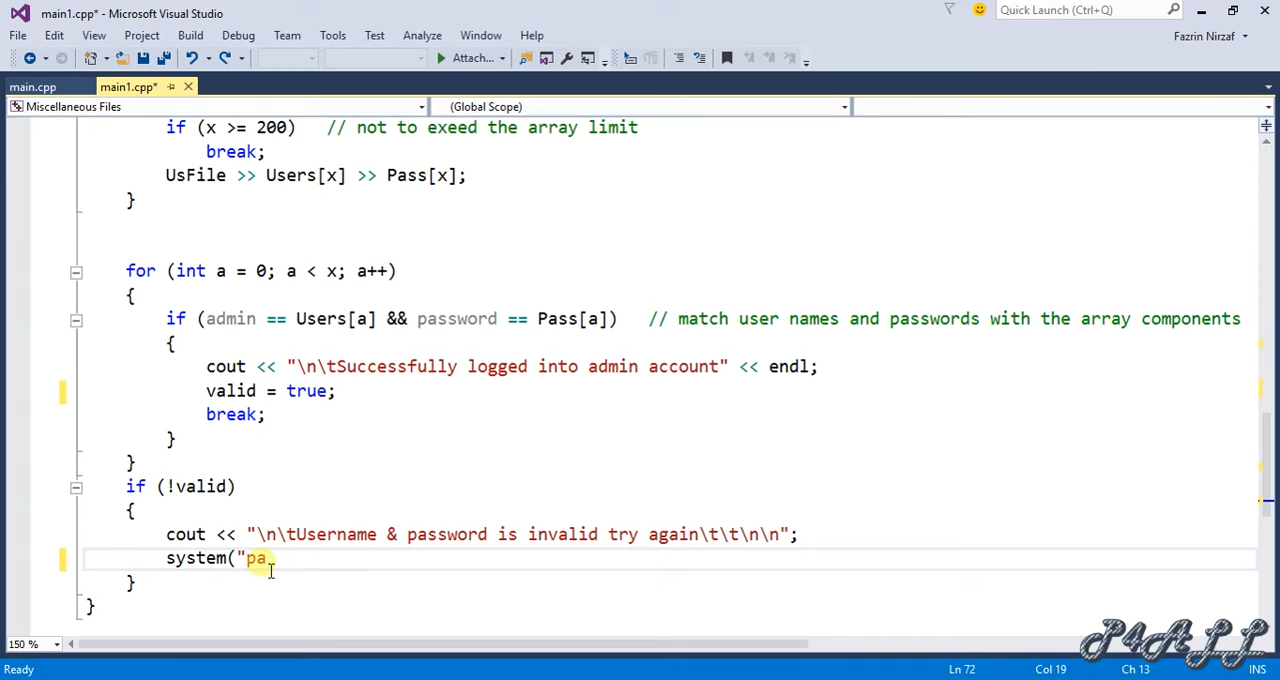 main1.cpp* - Microsoft Visual Studio
Quick Launch (Ctrl+Q)
File Edit View Project Build Debug Team Tools Test Analyze Window Help
Fazrin Nirzaf
Attach...
main.cpp main1.cpp*
Miscellaneous Files (Global Scope)
if (x >= 200) // not to exeed the array limit
break;
UsFile >> Users[x] >> Pass[x];
}
for (int a = 0; a < x; a++)
{
if (admin == Users[a] && password == Pass[a]) // match user names and passwords with the array components
{
cout << "\n\tSuccessfully logged into admin account" << endl;
valid = true;
break;
}
}
if (!valid)
{
cout << "\n\tUsername & password is invalid try again\t\t\n\n";
system("pa
}
}
150 %
P4ALL
Ready Ln 72 Col 19 Ch 13 INS